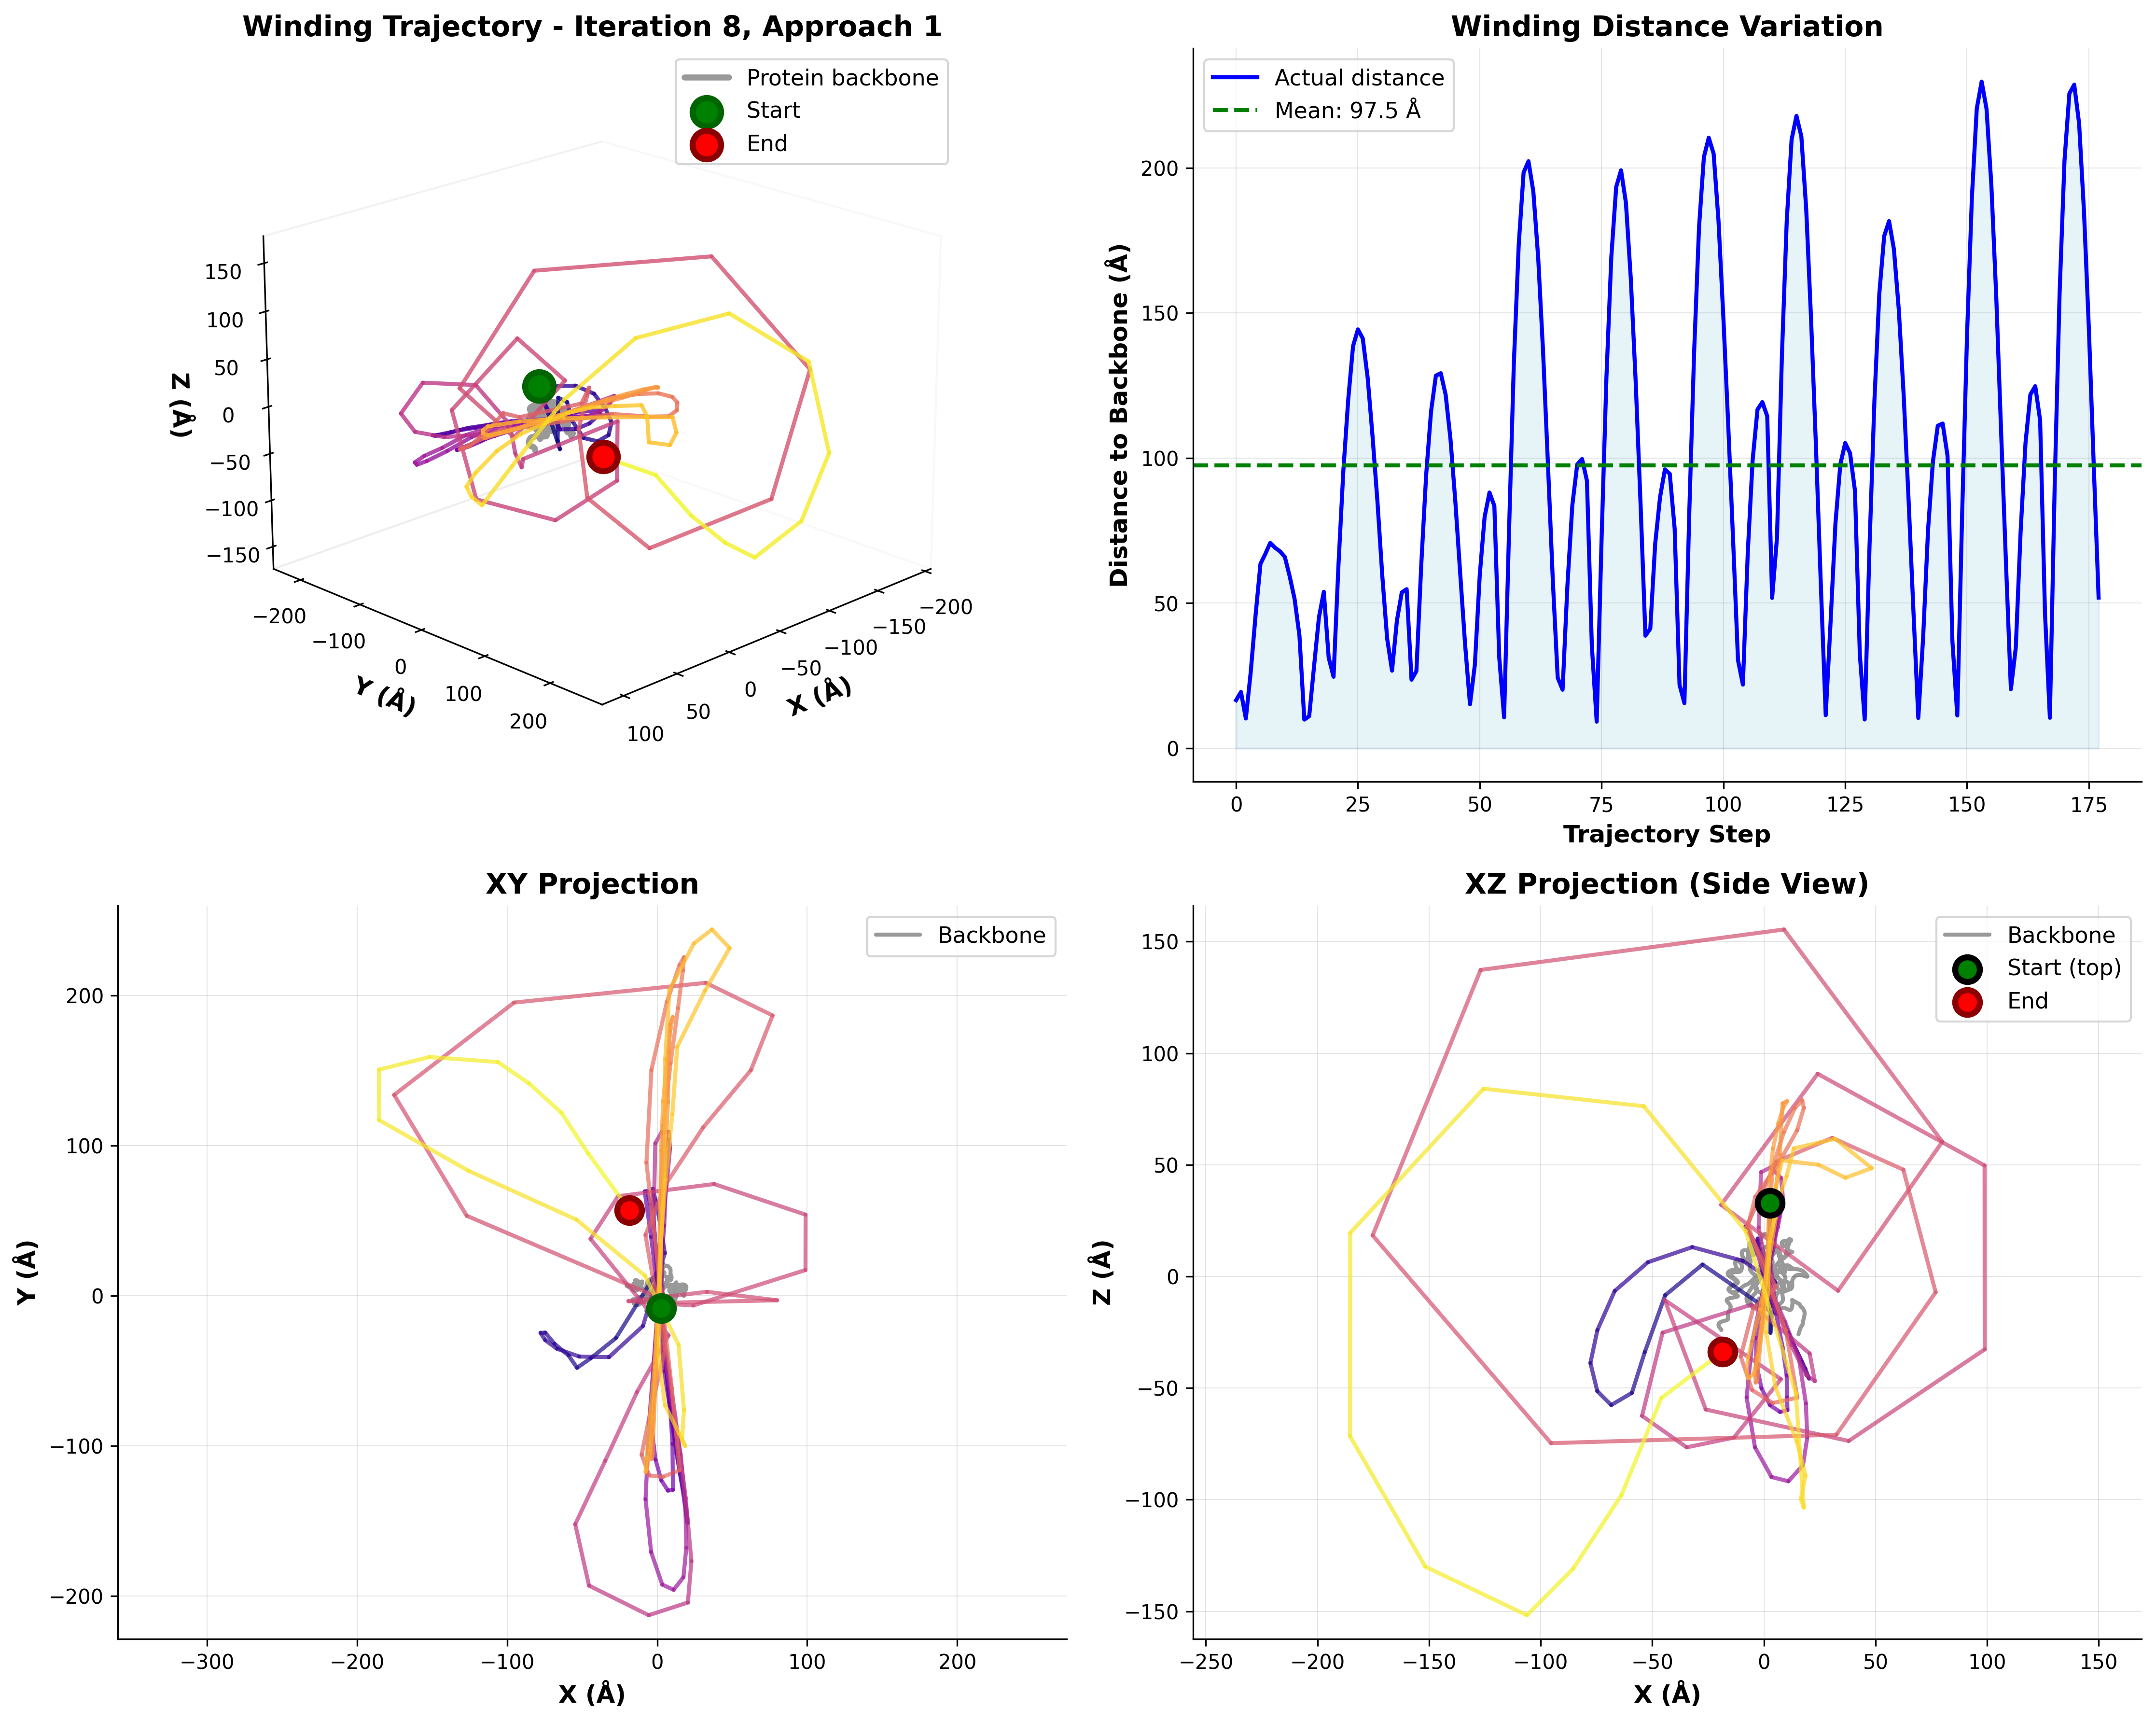 Winding Trajectory - Iteration 8, Approach 1
Protein backbone
Start
End
150
100
50
0
−50
−100
−150
Z (Å)
−200
−100
0
100
200
Y (Å)
100
50
0
−50
−100
−150
−200
X (Å)
Winding Distance Variation
Actual distance
Mean: 97.5 Å
200
150
100
50
0
Distance to Backbone (Å)
0
25
50
75
100
125
150
175
Trajectory Step
XY Projection
Backbone
200
100
0
−100
−200
Y (Å)
−300
−200
−100
0
100
200
X (Å)
XZ Projection (Side View)
Backbone
Start (top)
End
150
100
50
0
−50
−100
−150
Z (Å)
−250
−200
−150
−100
−50
0
50
100
150
X (Å)